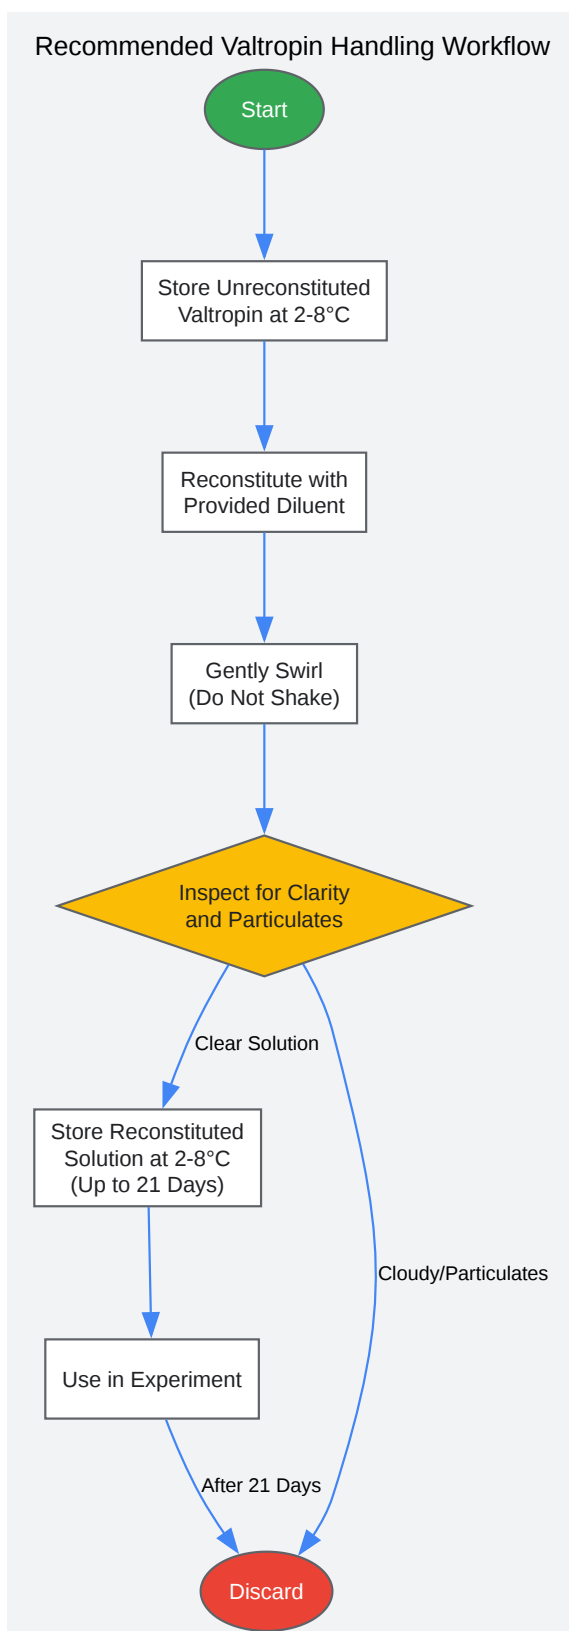 Recommended Valtropin Handling Workflow
Start
Store Unreconstituted
Valtropin at 2-8°C
Reconstitute with
Provided Diluent
Gently Swirl
(Do Not Shake)
Inspect for Clarity
and Particulates
Clear Solution
Store Reconstituted
Solution at 2-8°C
(Up to 21 Days)
Cloudy/Particulates
Use in Experiment
After 21 Days
Discard